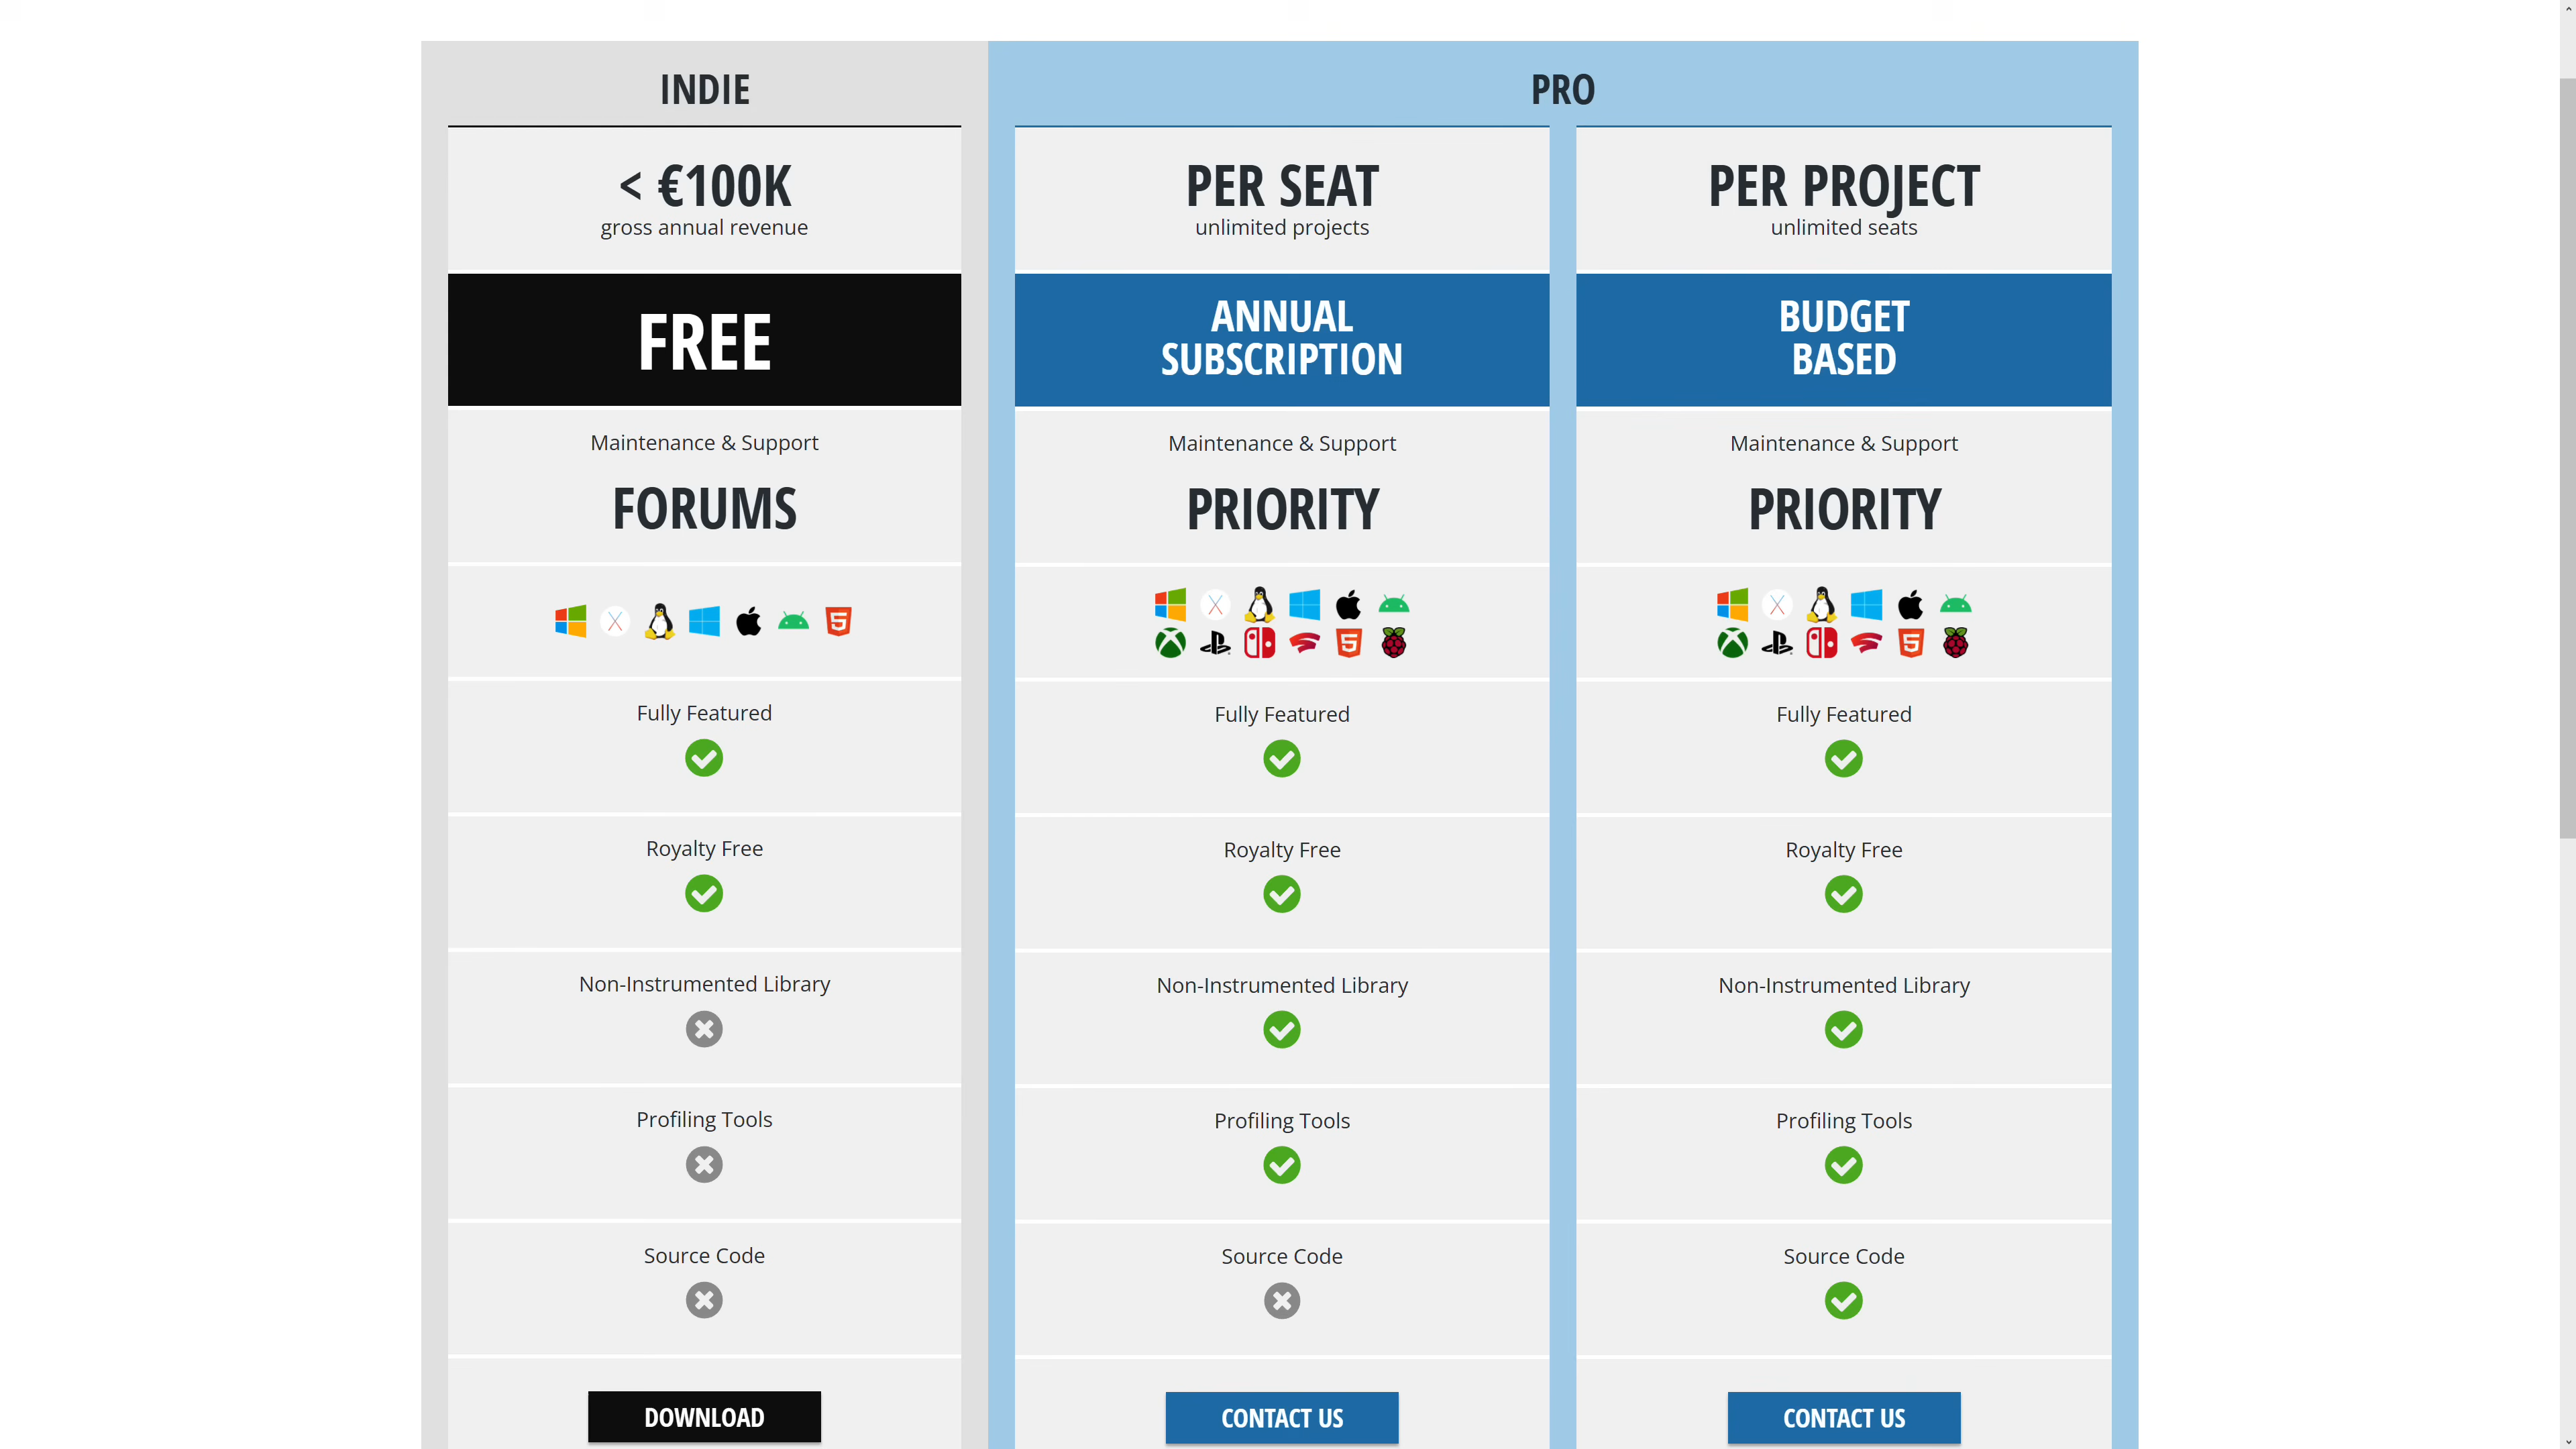 INDIE
< €100K
gross annual revenue
FREE
Maintenance & Support
FORUMS
Fully Featured
Royalty Free
Non-Instrumented Library
Profiling Tools
Source Code
DOWNLOAD
PRO
PER SEAT
unlimited projects
ANNUAL
SUBSCRIPTION
Maintenance & Support
PRIORITY
Fully Featured
Royalty Free
Non-Instrumented Library
Profiling Tools
Source Code
CONTACT US
PER PROJECT
unlimited seats
BUDGET
BASED
Maintenance & Support
PRIORITY
Fully Featured
Royalty Free
Non-Instrumented Library
Profiling Tools
Source Code
CONTACT US